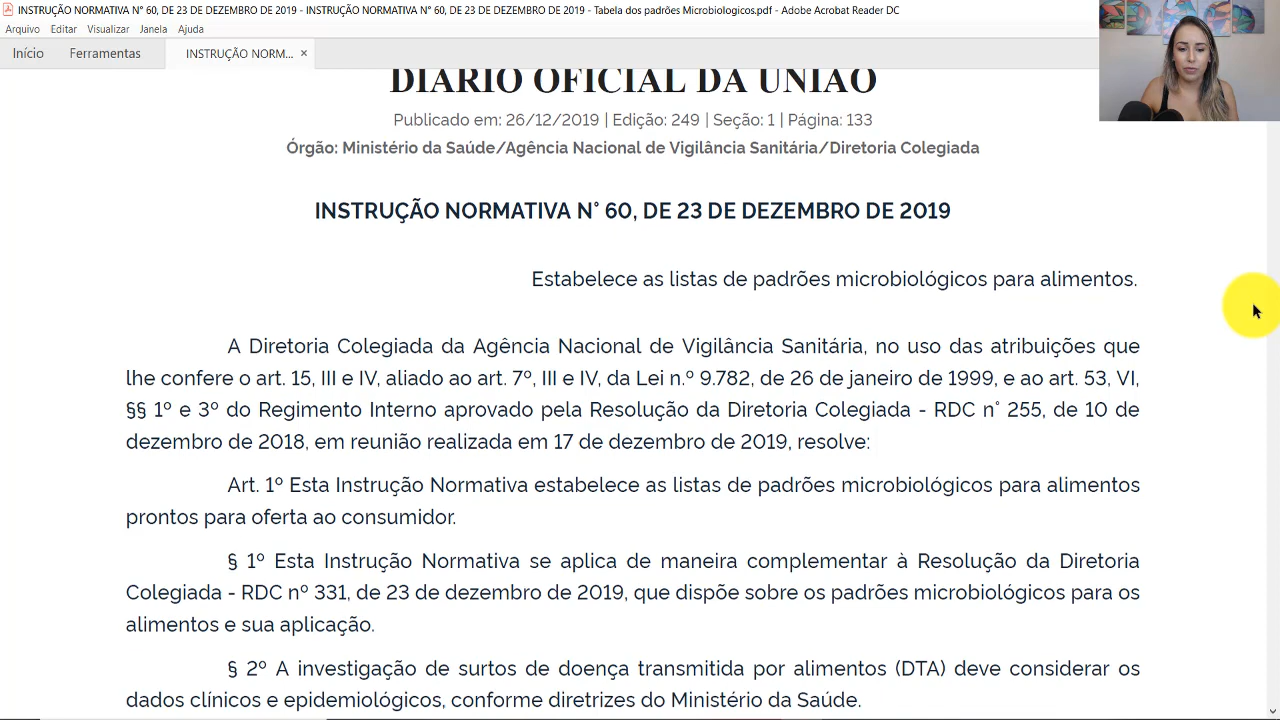 INSTRUÇÃO NORMATIVA N° 60, DE 23 DE DEZEMBRO DE 2019 - INSTRUÇÃO NORMATIVA N° 60, DE 23 DE DEZEMBRO DE 2019 - Tabela dos padrões Microbiologicos.pdf - Adobe Acrobat Reader DC
Arquivo Editar Visualizar Janela Ajuda
Início Ferramentas INSTRUÇÃO NORM... ×
DIÁRIO OFICIAL DA UNIÃO
Publicado em: 26/12/2019 | Edição: 249 | Seção: 1 | Página: 133
Órgão: Ministério da Saúde/Agência Nacional de Vigilância Sanitária/Diretoria Colegiada
INSTRUÇÃO NORMATIVA N° 60, DE 23 DE DEZEMBRO DE 2019
Estabelece as listas de padrões microbiológicos para alimentos.
A Diretoria Colegiada da Agência Nacional de Vigilância Sanitária, no uso das atribuições que
lhe confere o art. 15, III e IV, aliado ao art. 7º, III e IV, da Lei n.º 9.782, de 26 de janeiro de 1999, e ao art. 53, VI,
§§ 1º e 3º do Regimento Interno aprovado pela Resolução da Diretoria Colegiada - RDC n° 255, de 10 de
dezembro de 2018, em reunião realizada em 17 de dezembro de 2019, resolve:
Art. 1º Esta Instrução Normativa estabelece as listas de padrões microbiológicos para alimentos
prontos para oferta ao consumidor.
§ 1º Esta Instrução Normativa se aplica de maneira complementar à Resolução da Diretoria
Colegiada - RDC nº 331, de 23 de dezembro de 2019, que dispõe sobre os padrões microbiológicos para os
alimentos e sua aplicação.
§ 2º A investigação de surtos de doença transmitida por alimentos (DTA) deve considerar os
dados clínicos e epidemiológicos, conforme diretrizes do Ministério da Saúde.